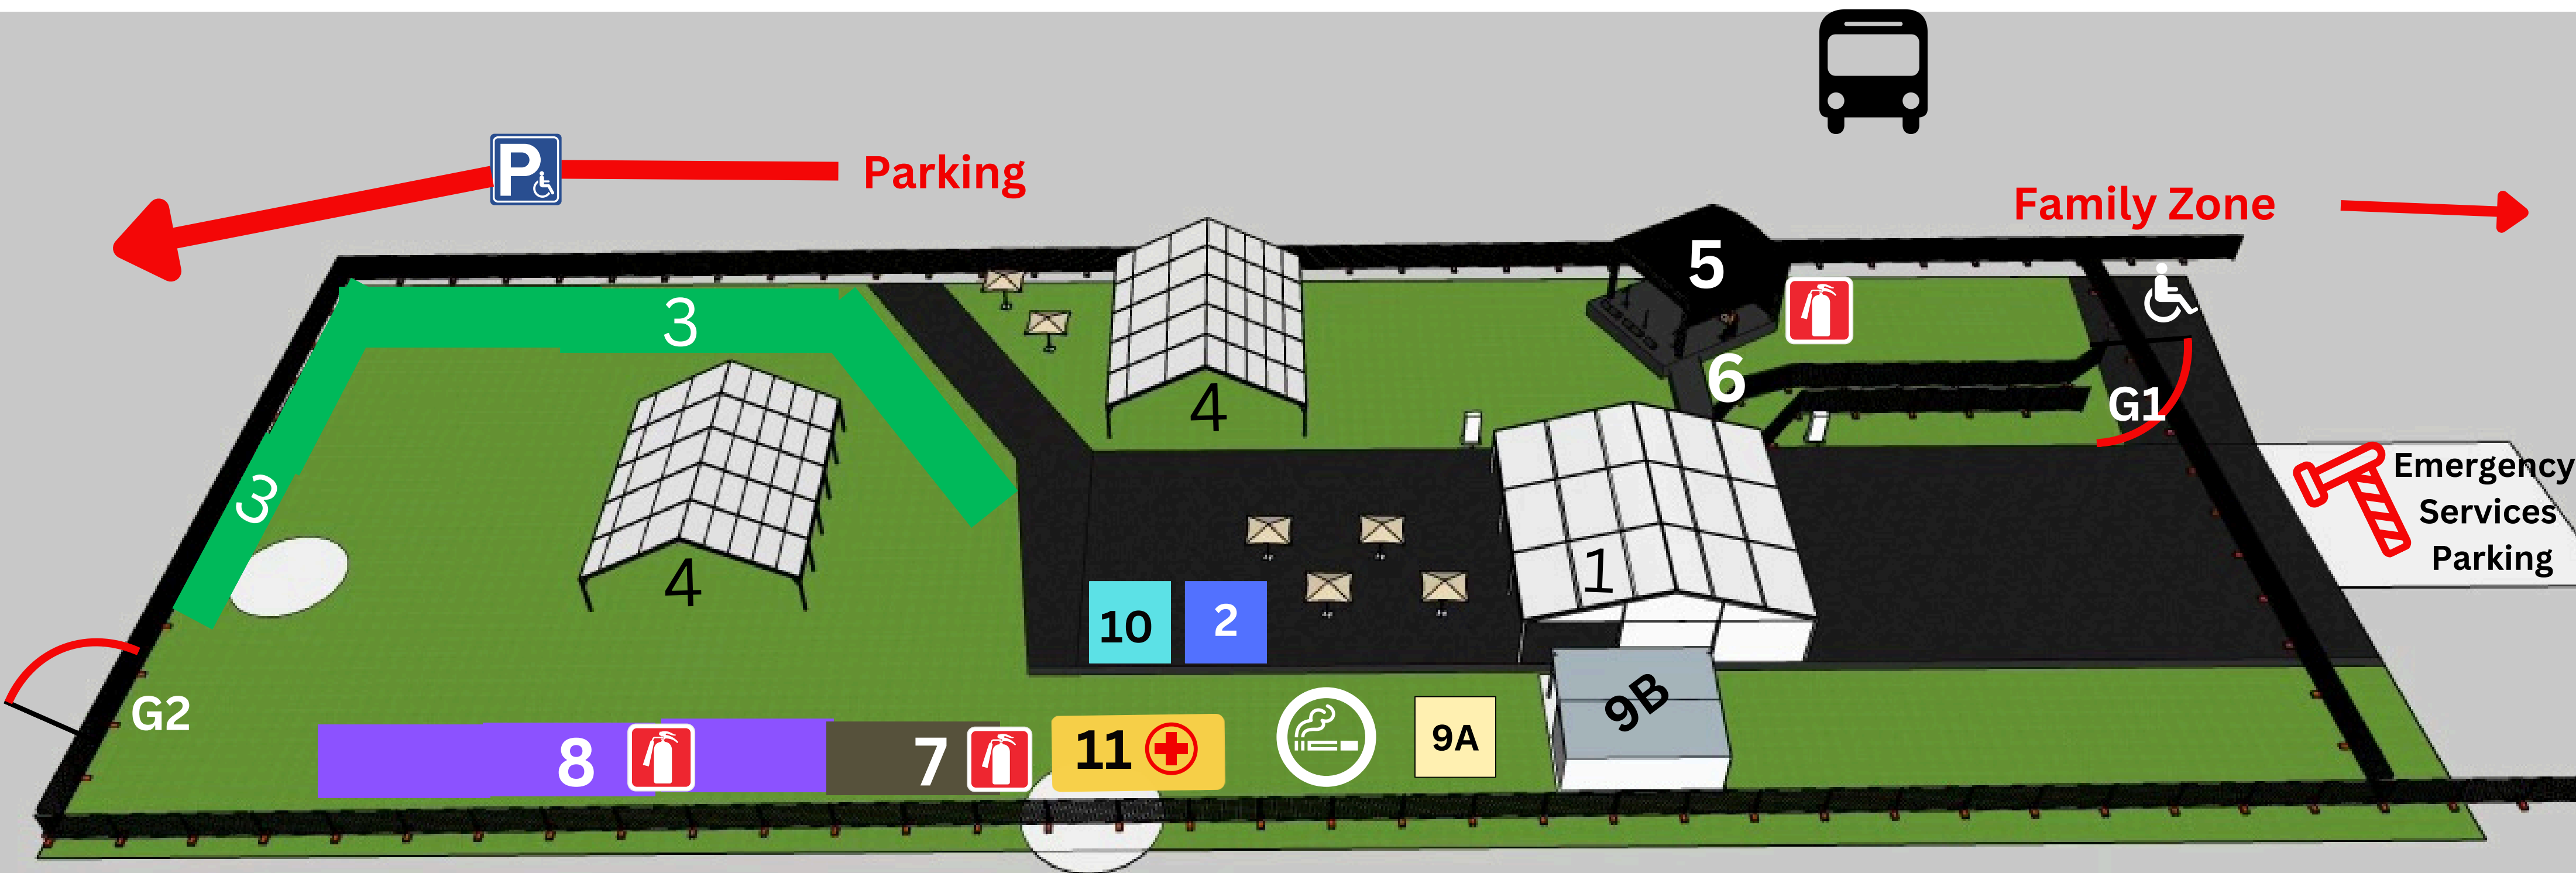 P
Parking
Family Zone
5
3
6
4
G1
Emergency
Services
Parking
3
1
4
10
2
G2
9B
8
7
11
9A